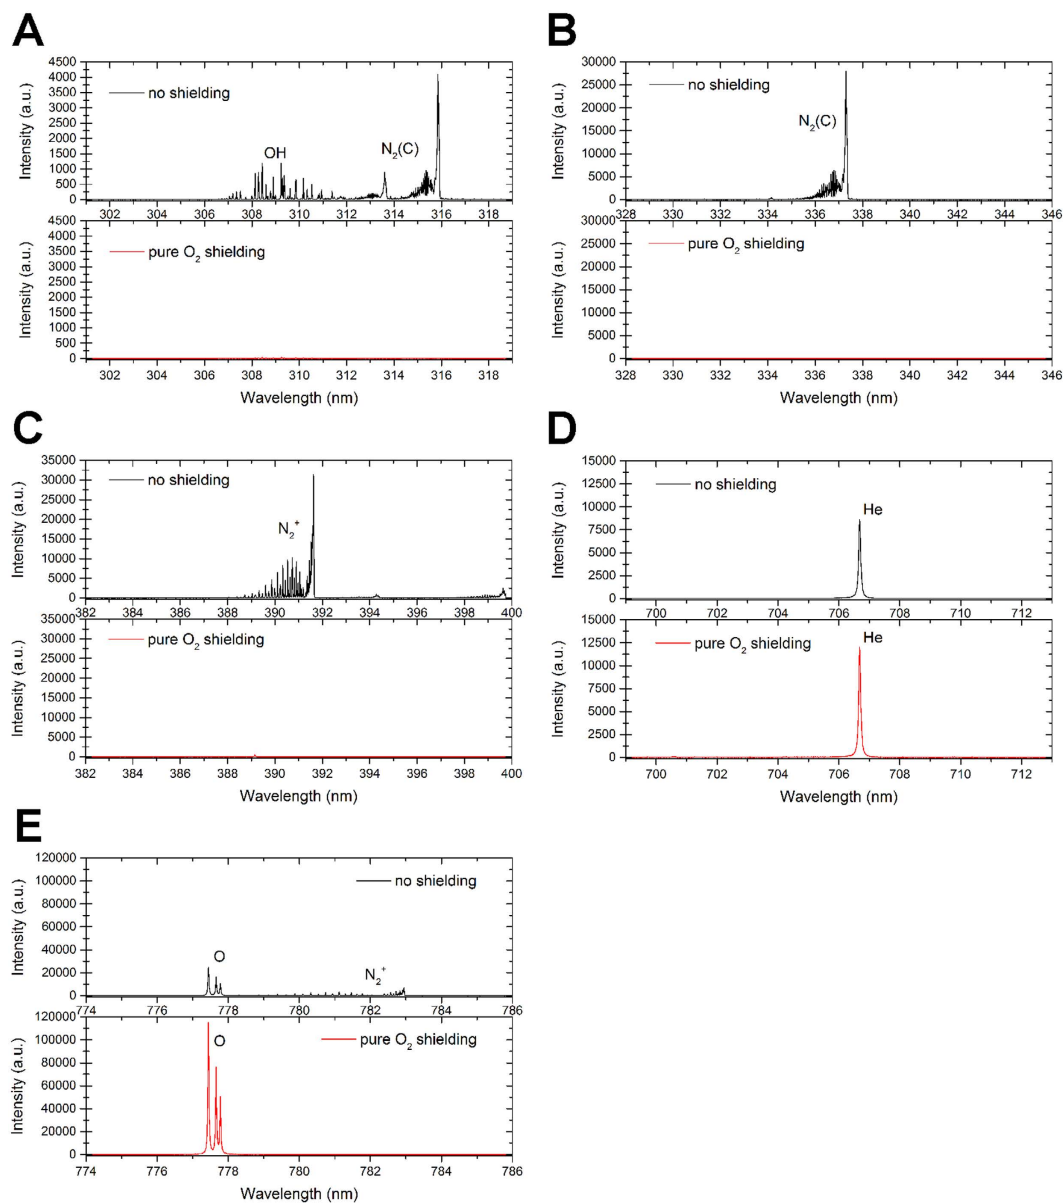 A
Intensity (a.u.)
4500
4000
3500
3000
2500
2000
1500
1000
500
0
no shielding
OH
N₂(C)
302 304 306 308 310 312 314 316 318
Intensity (a.u.)
4500
4000
3500
3000
2500
2000
1500
1000
500
0
pure O₂ shielding
302 304 306 308 310 312 314 316 318
Wavelength (nm)
B
Intensity (a.u.)
30000
25000
20000
15000
10000
5000
0
no shielding
N₂(C)
328 330 332 334 336 338 340 342 344 346
Intensity (a.u.)
30000
25000
20000
15000
10000
5000
0
pure O₂ shielding
328 330 332 334 336 338 340 342 344 346
Wavelength (nm)
C
Intensity (a.u.)
35000
30000
25000
20000
15000
10000
5000
0
no shielding
N₂⁺
382 384 386 388 390 392 394 396 398 400
Intensity (a.u.)
35000
30000
25000
20000
15000
10000
5000
0
pure O₂ shielding
382 384 386 388 390 392 394 396 398 400
Wavelength (nm)
D
Intensity (a.u.)
15000
12500
10000
7500
5000
2500
0
no shielding
He
700 702 704 706 708 710 712
Intensity (a.u.)
15000
12500
10000
7500
5000
2500
0
pure O₂ shielding
He
700 702 704 706 708 710 712
Wavelength (nm)
E
Intensity (a.u.)
120000
100000
80000
60000
40000
20000
0
no shielding
O
N₂⁺
774 776 778 780 782 784 786
Intensity (a.u.)
120000
100000
80000
60000
40000
20000
0
pure O₂ shielding
O
774 776 778 780 782 784 786
Wavelength (nm)